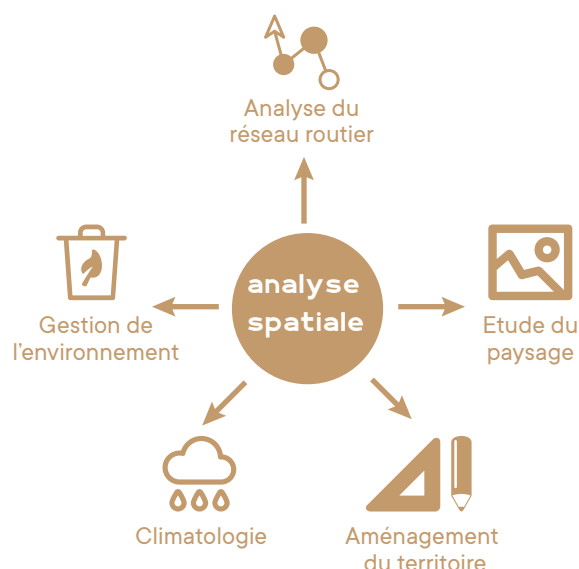 Analyse du
réseau routier
analyse
spatiale
Gestion de
l'environnement
Etude du
paysage
Climatologie
Aménagement
du territoire